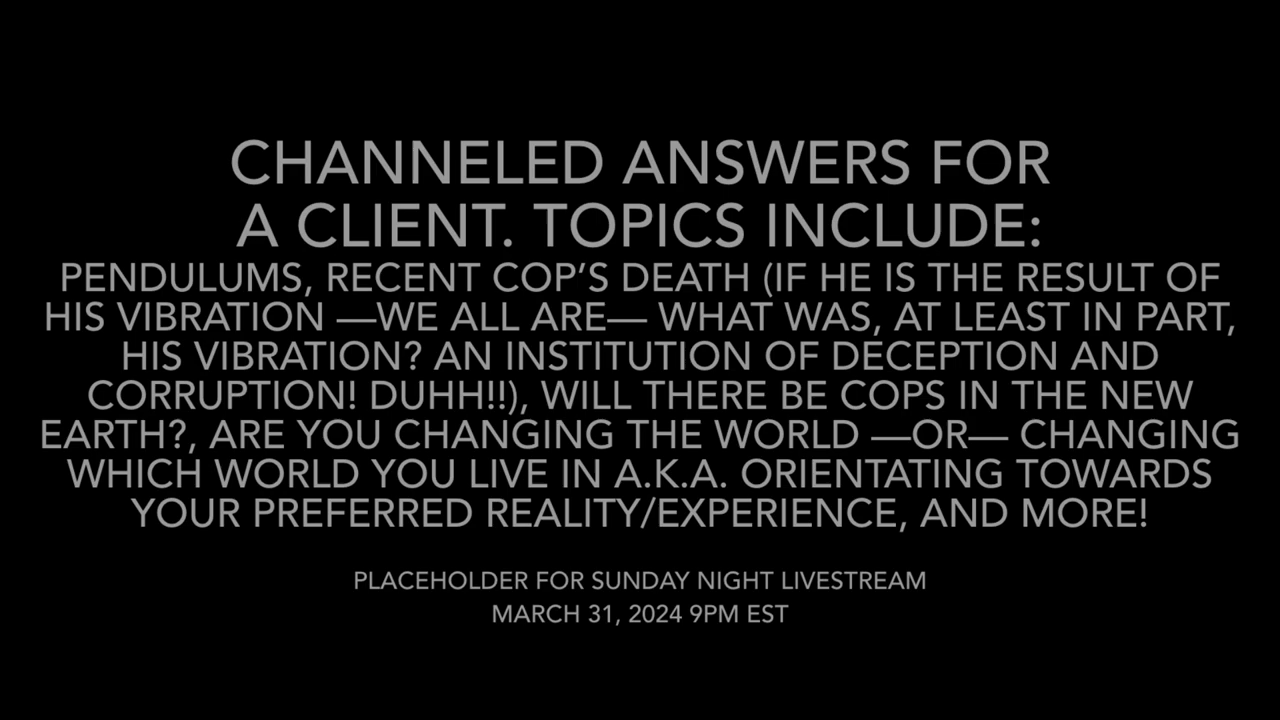 CHANNELED ANSWERS FOR
A CLIENT. TOPICS INCLUDE:
PENDULUMS, RECENT COP’S DEATH (IF HE IS THE RESULT OF
HIS VIBRATION —WE ALL ARE— WHAT WAS, AT LEAST IN PART,
HIS VIBRATION? AN INSTITUTION OF DECEPTION AND
CORRUPTION! DUHH!!), WILL THERE BE COPS IN THE NEW
EARTH?, ARE YOU CHANGING THE WORLD —OR— CHANGING
WHICH WORLD YOU LIVE IN A.K.A. ORIENTATING TOWARDS
YOUR PREFERRED REALITY/EXPERIENCE, AND MORE!
PLACEHOLDER FOR SUNDAY NIGHT LIVESTREAM
MARCH 31, 2024 9PM EST